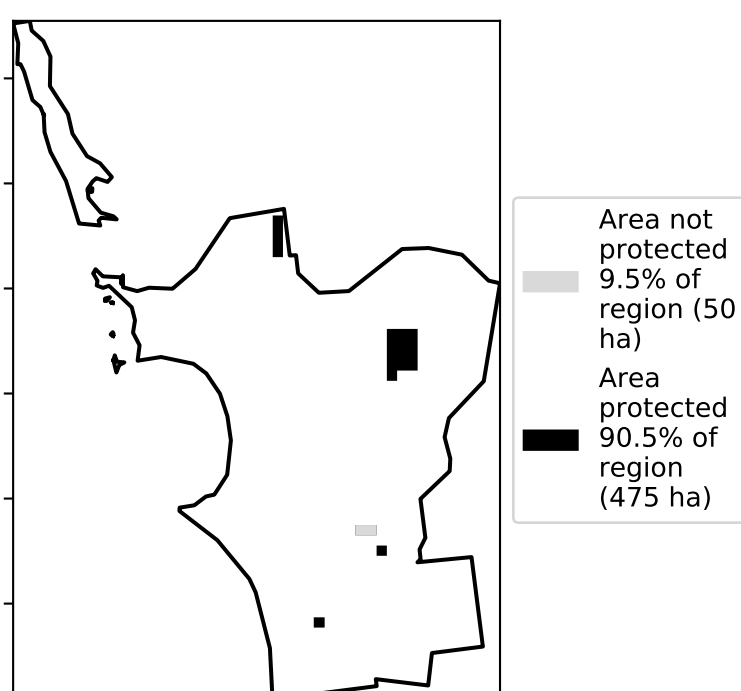 Area not
protected
9.5% of
region (50
ha)
Area
protected
90.5% of
region
(475 ha)